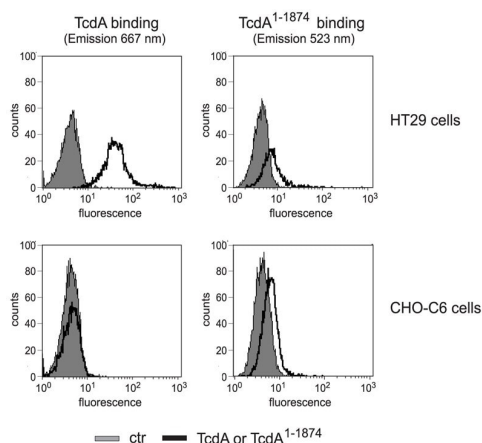 TcdA binding
(Emission 667 nm)
TcdA1-1874 binding
(Emission 523 nm)
100
80
60
40
20
0
counts
10^0 10^1 10^2 10^3
fluorescence
100
80
60
40
20
0
counts
10^0 10^1 10^2 10^3
fluorescence
HT29 cells
100
80
60
40
20
0
counts
10^0 10^1 10^2 10^3
fluorescence
100
80
60
40
20
0
counts
10^0 10^1 10^2 10^3
fluorescence
CHO-C6 cells
ctr TcdA or TcdA1-1874